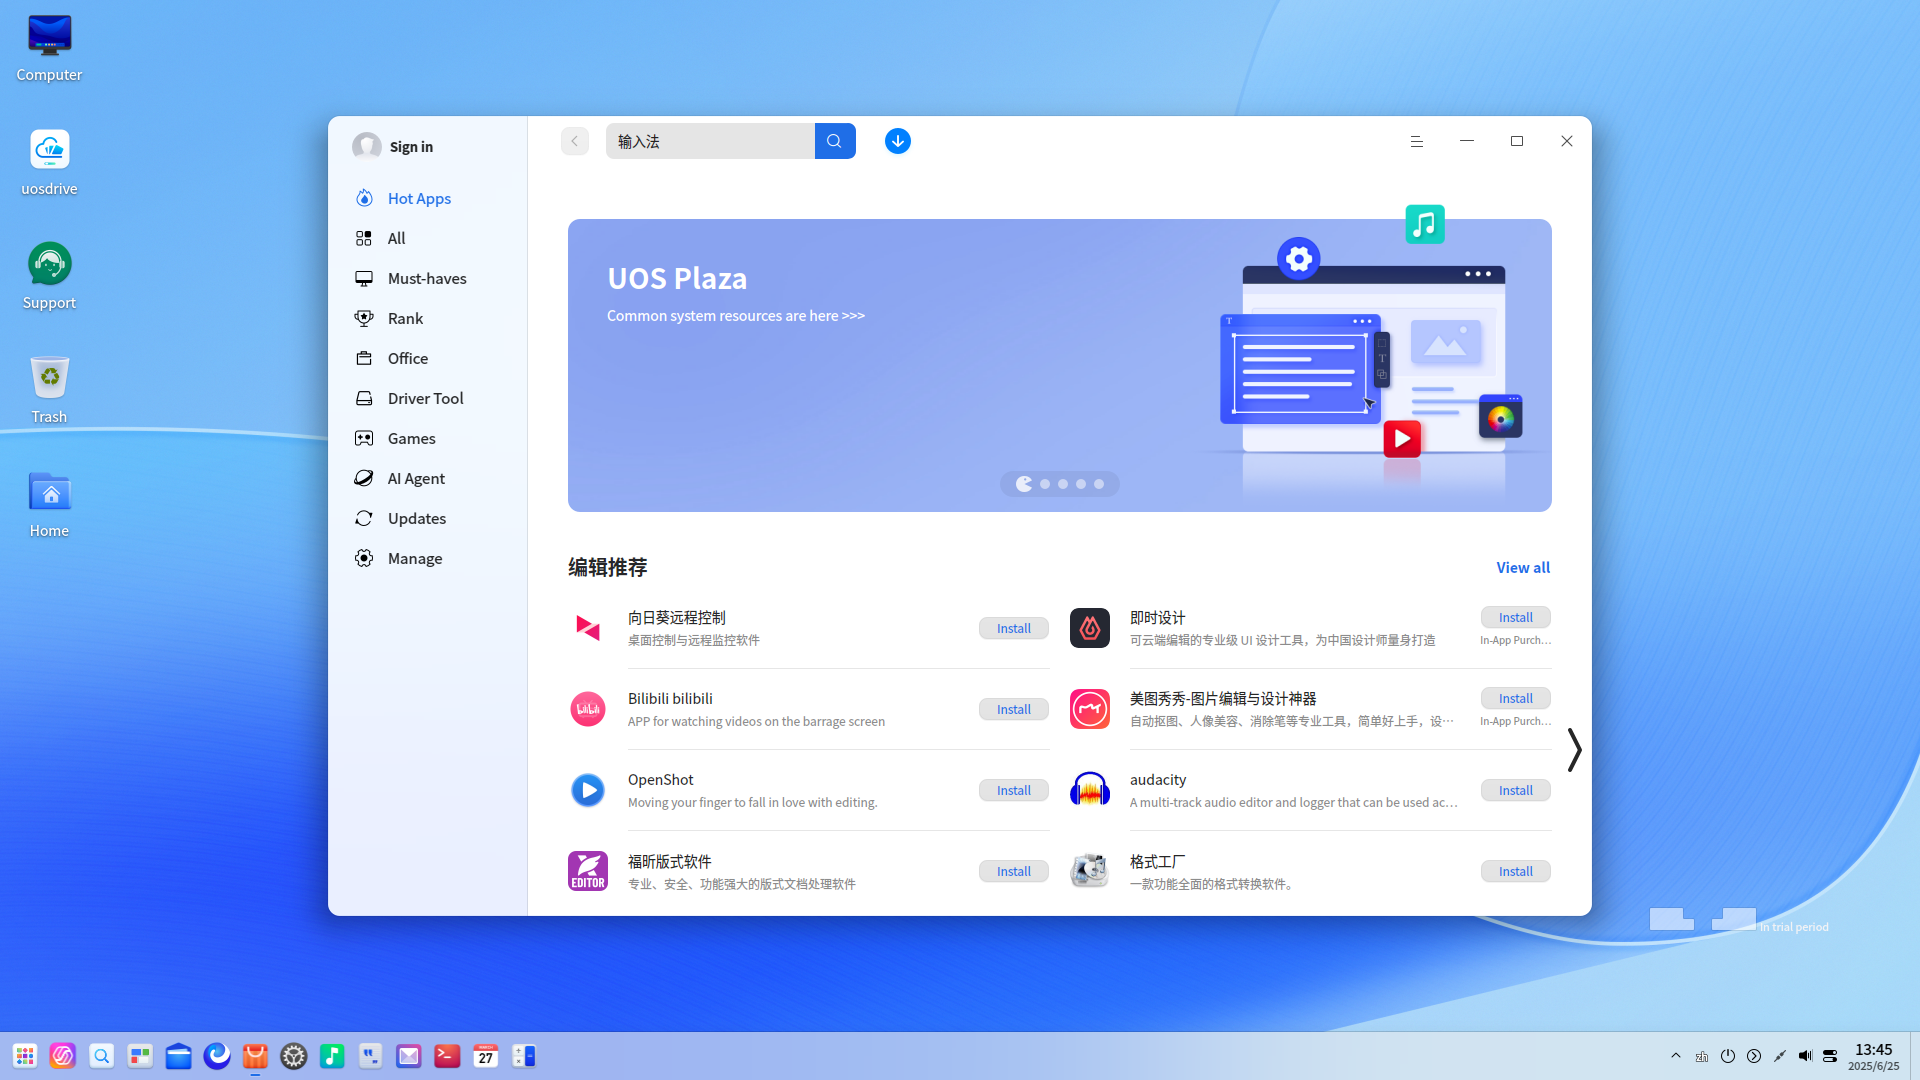 Computer
uosdrive
Support
Trash
Home
Sign in
Hot Apps
All
Must-haves
Rank
Office
Driver Tool
Games
AI Agent
Updates
Manage
输入法
UOS Plaza
Common system resources are here >>>
编辑推荐
View all
向日葵远程控制
桌面控制与远程监控软件
Install
即时设计
可云端编辑的专业级 UI 设计工具，为中国设计师量身打造
Install
In-App Purch...
Bilibili bilibili
APP for watching videos on the barrage screen
Install
美图秀秀-图片编辑与设计神器
自动抠图、人像美容、消除笔等专业工具，简单好上手，设…
Install
In-App Purch...
OpenShot
Moving your finger to fall in love with editing.
Install
audacity
A multi-track audio editor and logger that can be used ac...
Install
EDITOR
福昕版式软件
专业、安全、功能强大的版式文档处理软件
Install
格式工厂
一款功能全面的格式转换软件。
Install
In trial period
MARCH
27
zh
13:45
2025/6/25